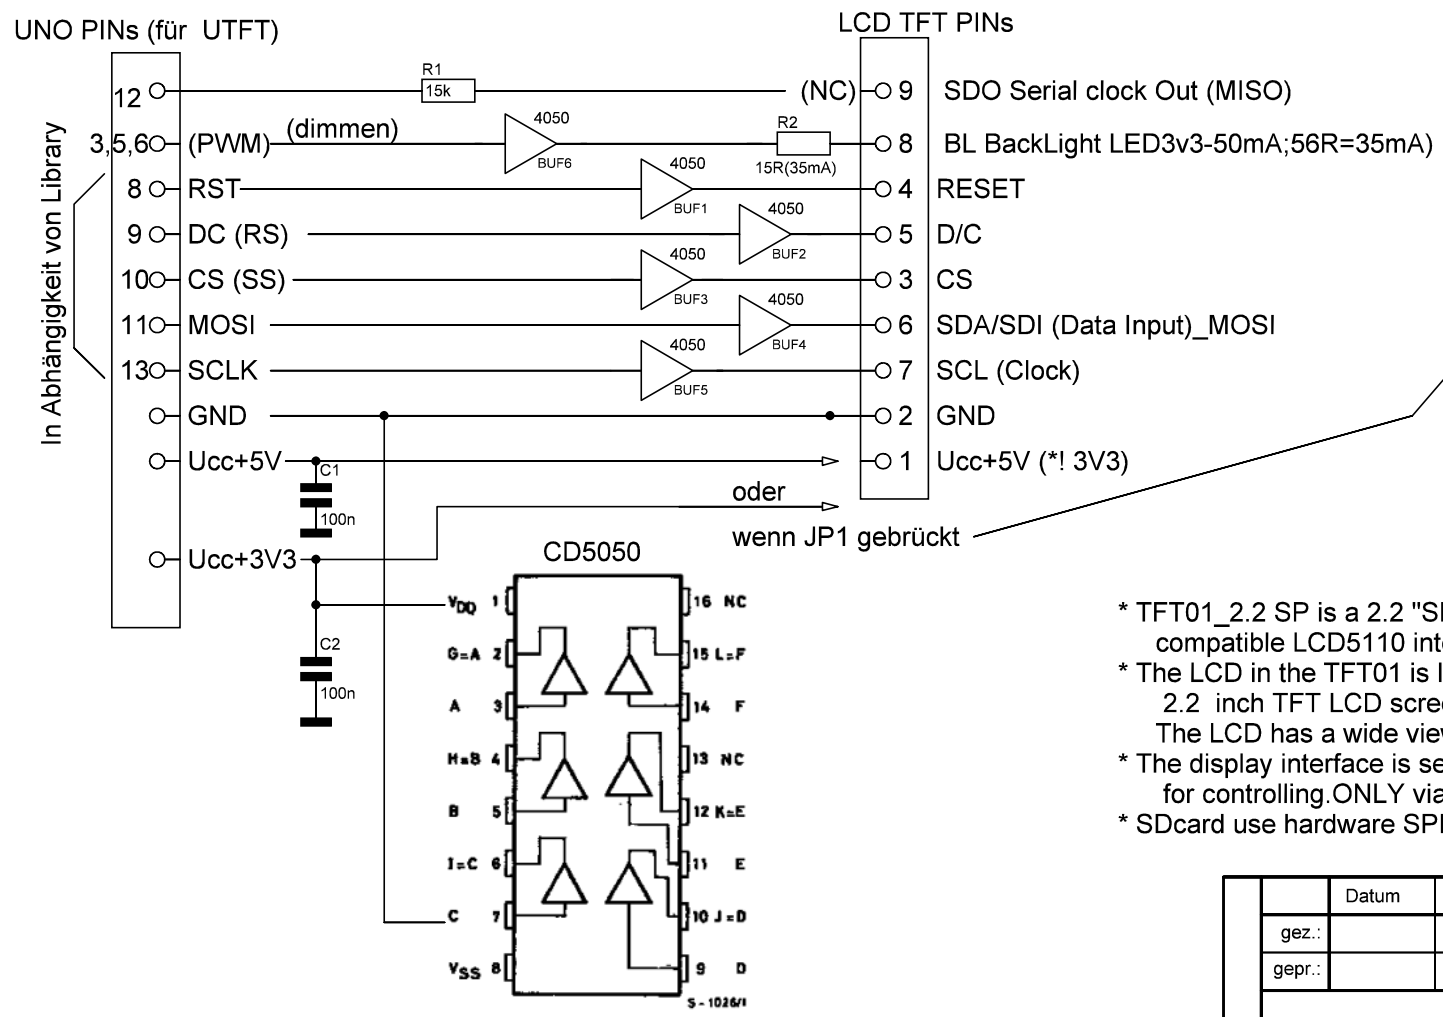 UNO PINs (für UTFT)
LCD TFT PINs
In Abhängigkeit von Library
12
R1
15k
(NC)
9 SDO Serial clock Out (MISO)
3,5,6 (PWM) (dimmen)
4050
BUF6
R2
15R(35mA)
8 BL BackLight LED3v3-50mA;56R=35mA)
8 RST
4050
BUF1
4 RESET
9 DC (RS)
4050
BUF2
5 D/C
10 CS (SS)
4050
BUF3
3 CS
11 MOSI
4050
BUF4
6 SDA/SDI (Data Input)_MOSI
13 SCLK
4050
BUF5
7 SCL (Clock)
GND
2 GND
Ucc+5V
C1
100n
1 Ucc+5V (*! 3V3)
oder
wenn JP1 gebrückt
Ucc+3V3
C2
100n
CD5050
VDD 1
16 NC
G=A 2
15 L=F
A 3
14 F
H=B 4
13 NC
B 5
12 K=E
I=C 6
11 E
C 7
10 J=D
VSS 8
9 D
S-1026/1
* TFT01_2.2 SP is a 2.2 "SI
compatible LCD5110 int
* The LCD in the TFT01 is I
2.2 inch TFT LCD scre
The LCD has a wide vie
* The display interface is se
for controlling.ONLY via
* SDcard use hardware SPI
Datum
gez.:
gepr.: